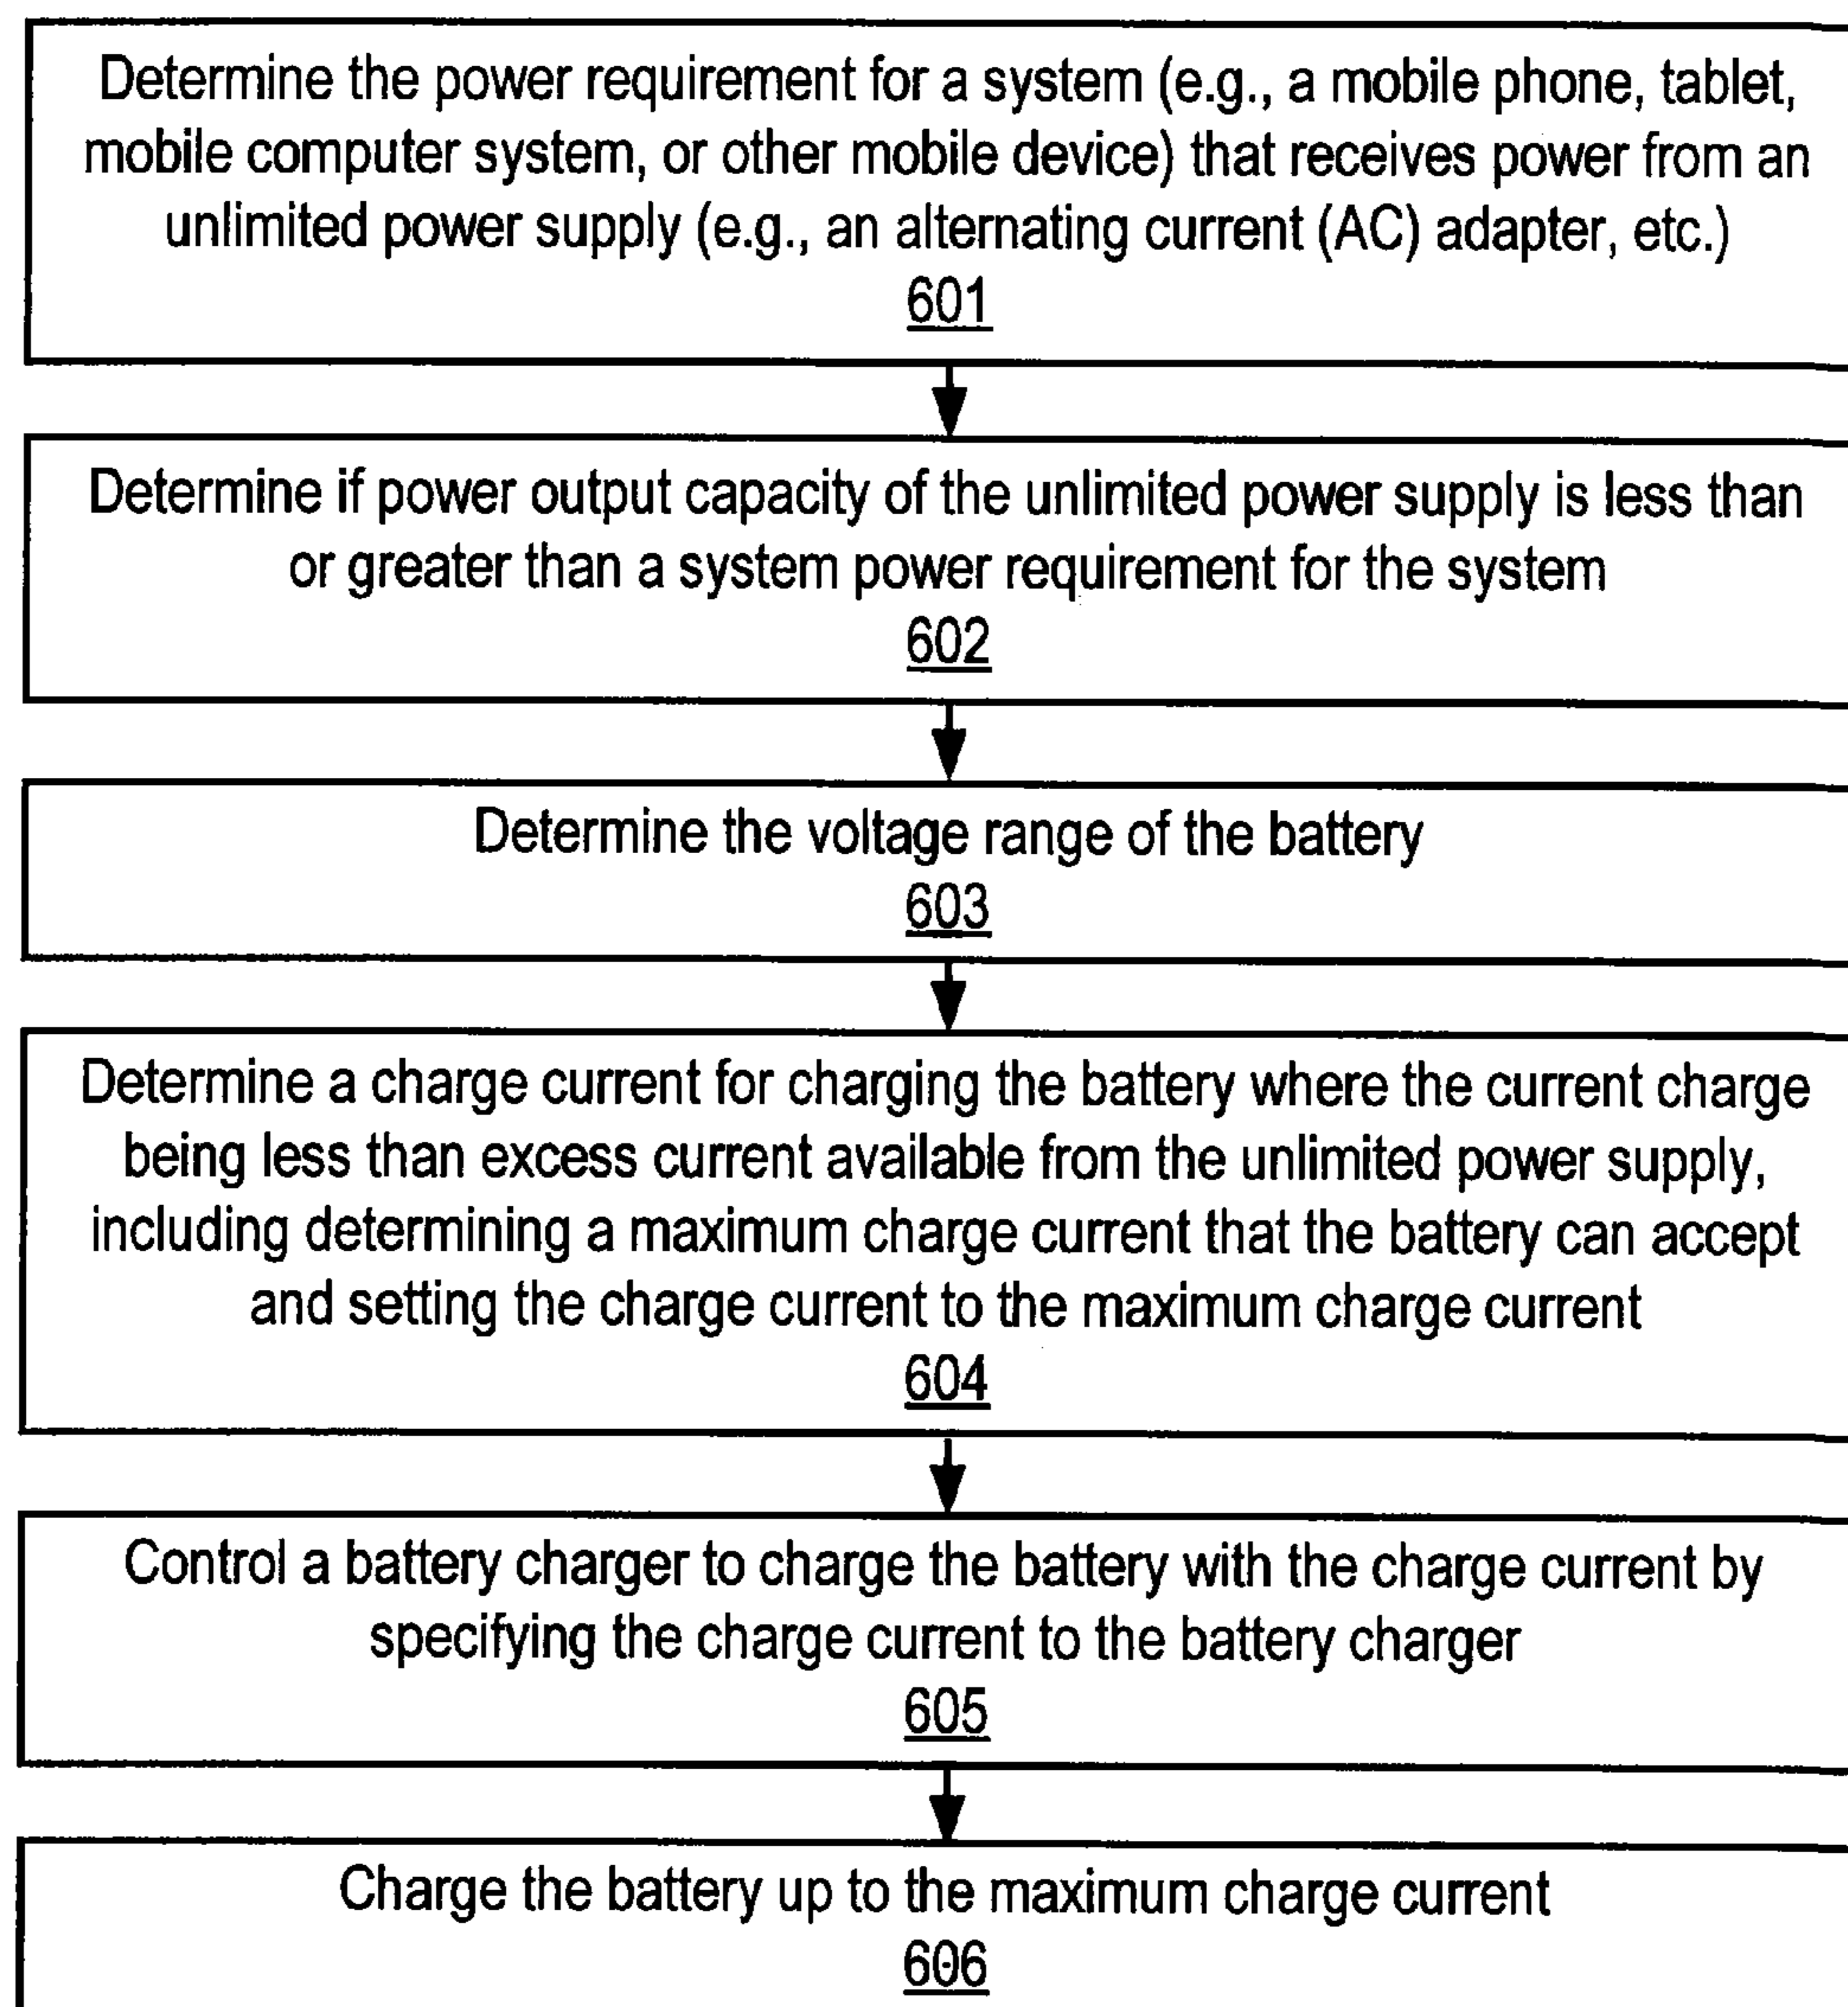 Determine the power requirement for a system (e.g., a mobile phone, tablet,
mobile computer system, or other mobile device) that receives power from an
unlimited power supply (e.g., an alternating current (AC) adapter, etc.)
601
Determine if power output capacity of the unlimited power supply is less than
or greater than a system power requirement for the system
602
Determine the voltage range of the battery
603
Determine a charge current for charging the battery where the current charge
being less than excess current available from the unlimited power supply,
including determining a maximum charge current that the battery can accept
and setting the charge current to the maximum charge current
604
Control a battery charger to charge the battery with the charge current by
specifying the charge current to the battery charger
605
Charge the battery up to the maximum charge current
606